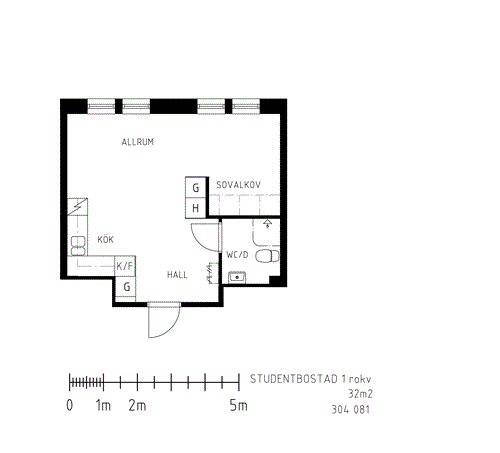 ALLRUM
G
SOVALKOV
H
KÖK
WC/D
K/F
HALL
G
STUDENTBOSTAD 1 rokv
32m2
0 1m 2m 5m
304 081